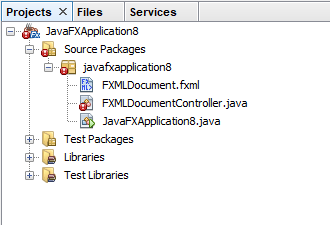 Projects × Files Services
JavaFXApplication8
Source Packages
javafxapplication8
FXMLDocument.fxml
FXMLDocumentController.java
JavaFXApplication8.java
Test Packages
Libraries
Test Libraries